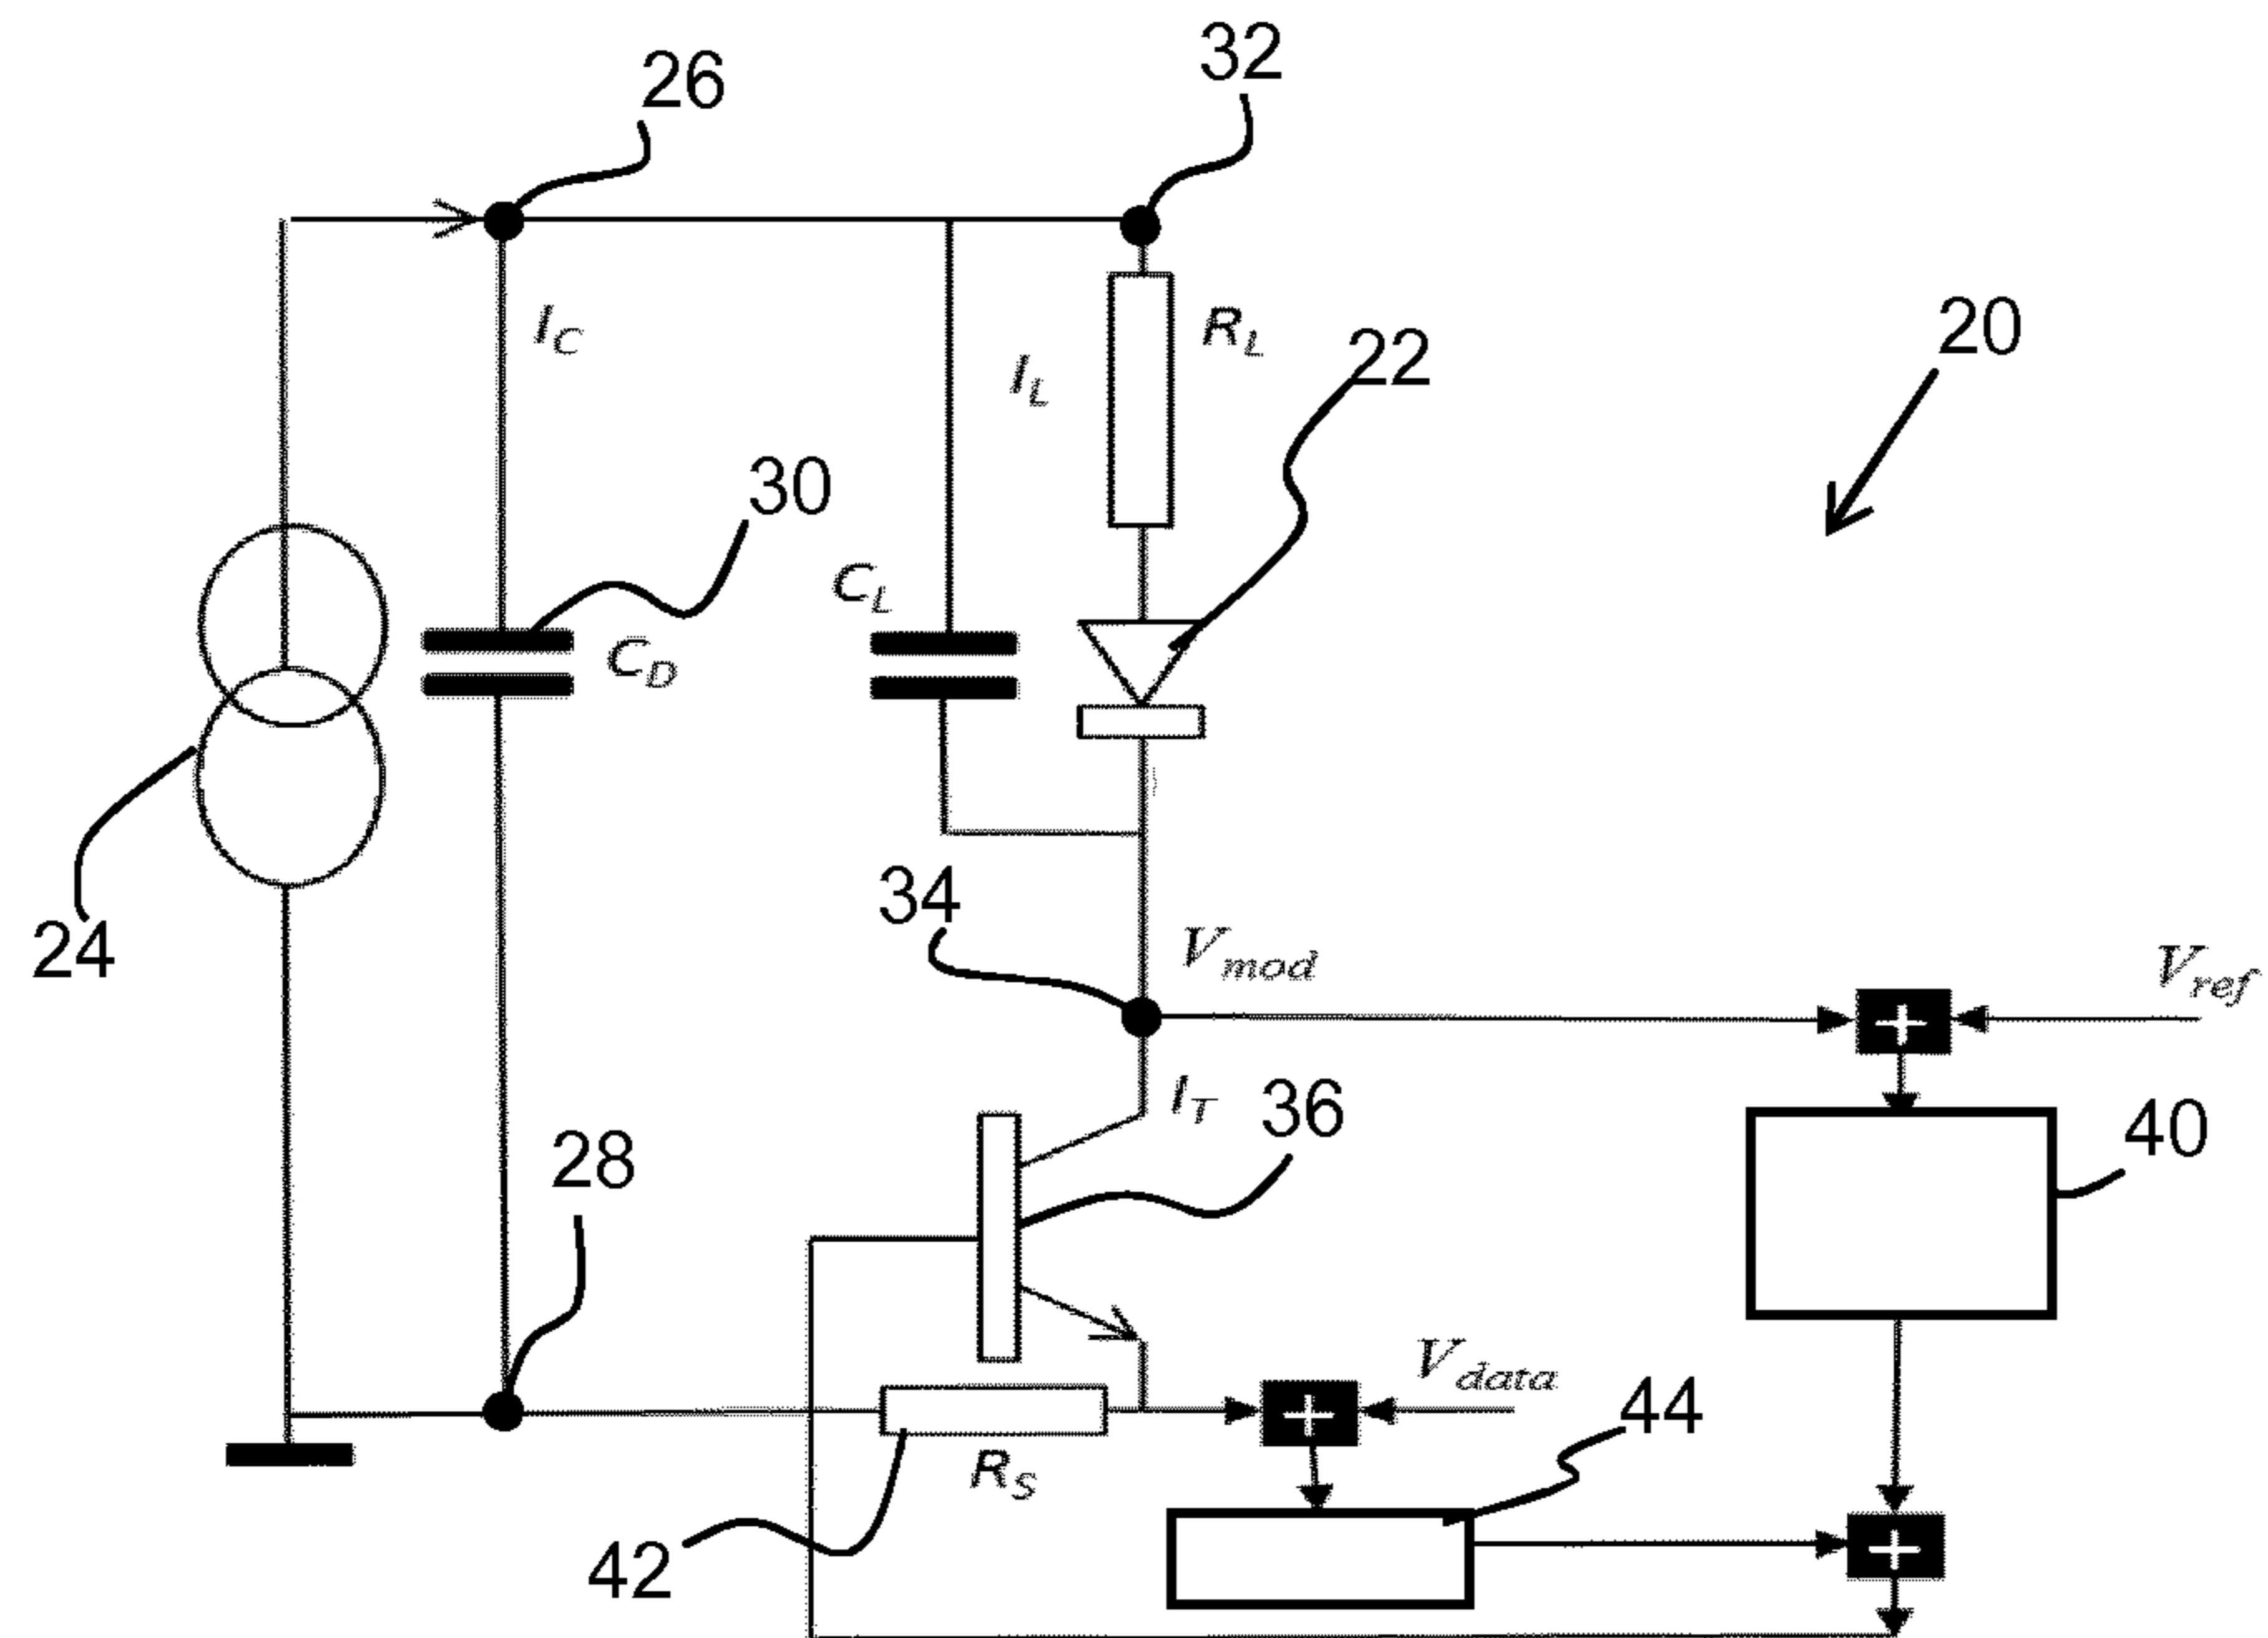 32
26
20
I_C
R_L
I_L
22
30
C_L
C_D
34
V_mod
V_ref
24
I_T
36
40
28
V_data
44
R_S
42
+
+
+